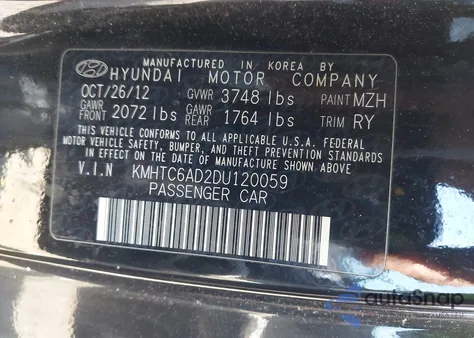 MANUFACTURED IN KOREA BY
HYUNDAI MOTOR COMPANY
OCT/26/12 GVWR 3748 lbs PAINT MZH
GAWR FRONT 2072 lbs GAWR REAR 1764 lbs TRIM RY
THIS VEHICLE CONFORMS TO ALL APPLICABLE U.S.A. FEDERAL
MOTOR VEHICLE SAFETY, BUMPER, AND THEFT PREVENTION STANDARDS
IN EFFECT ON THE DATE OF MANUFACTURE SHOWN ABOVE
V.I.N KMHTC6AD2DU120059
PASSENGER CAR
autoSnap